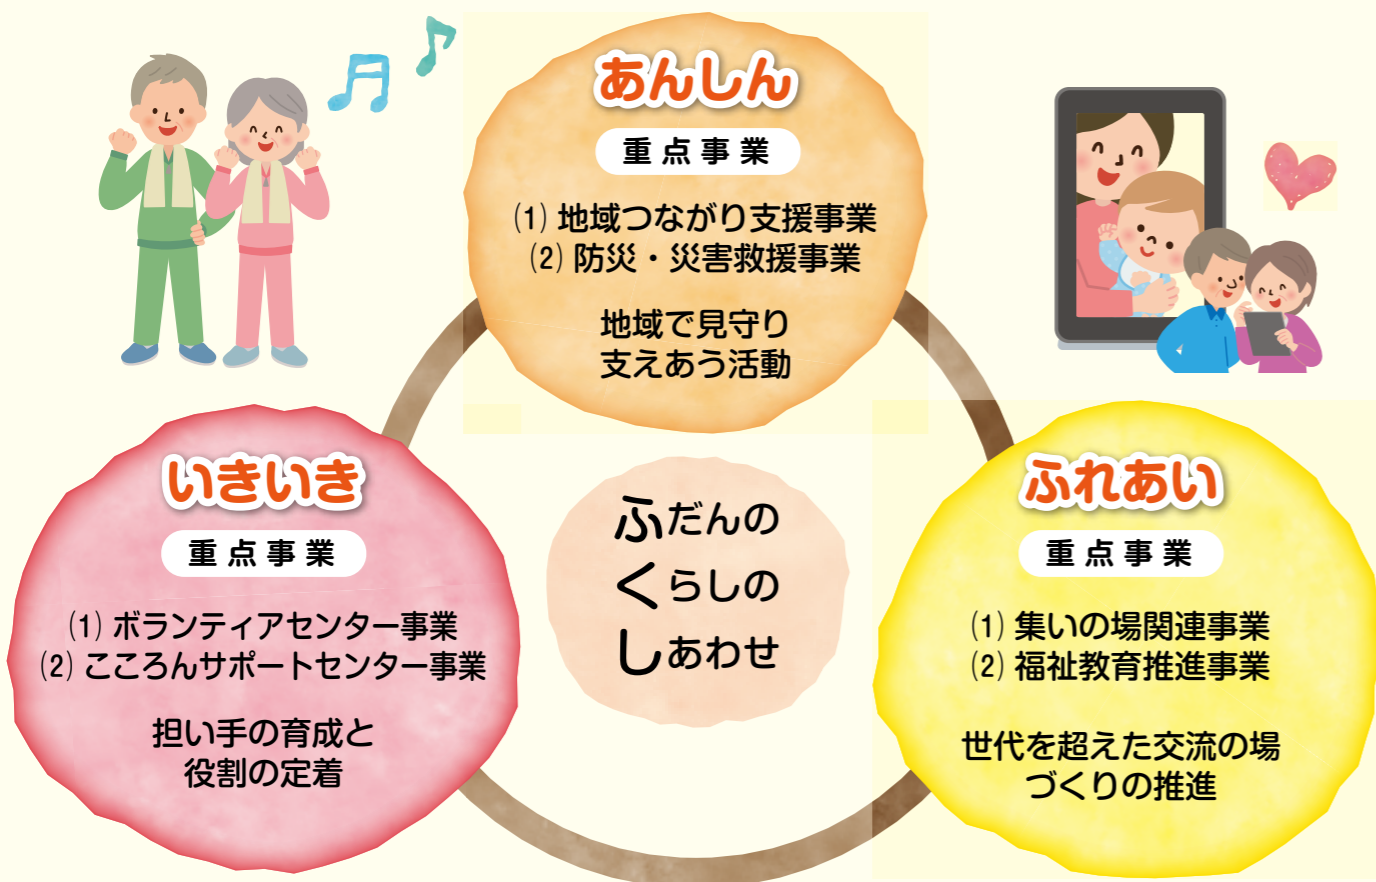 あんしん
重点事業
(1) 地域つながり支援事業
(2) 防災・災害救援事業
地域で見守り
支えあう活動
いきいき
重点事業
(1) ボランティアセンター事業
(2) こころんサポートセンター事業
担い手の育成と
役割の定着
ふだんの
くらしの
しあわせ
ふれあい
重点事業
(1) 集いの場関連事業
(2) 福祉教育推進事業
世代を超えた交流の場
づくりの推進